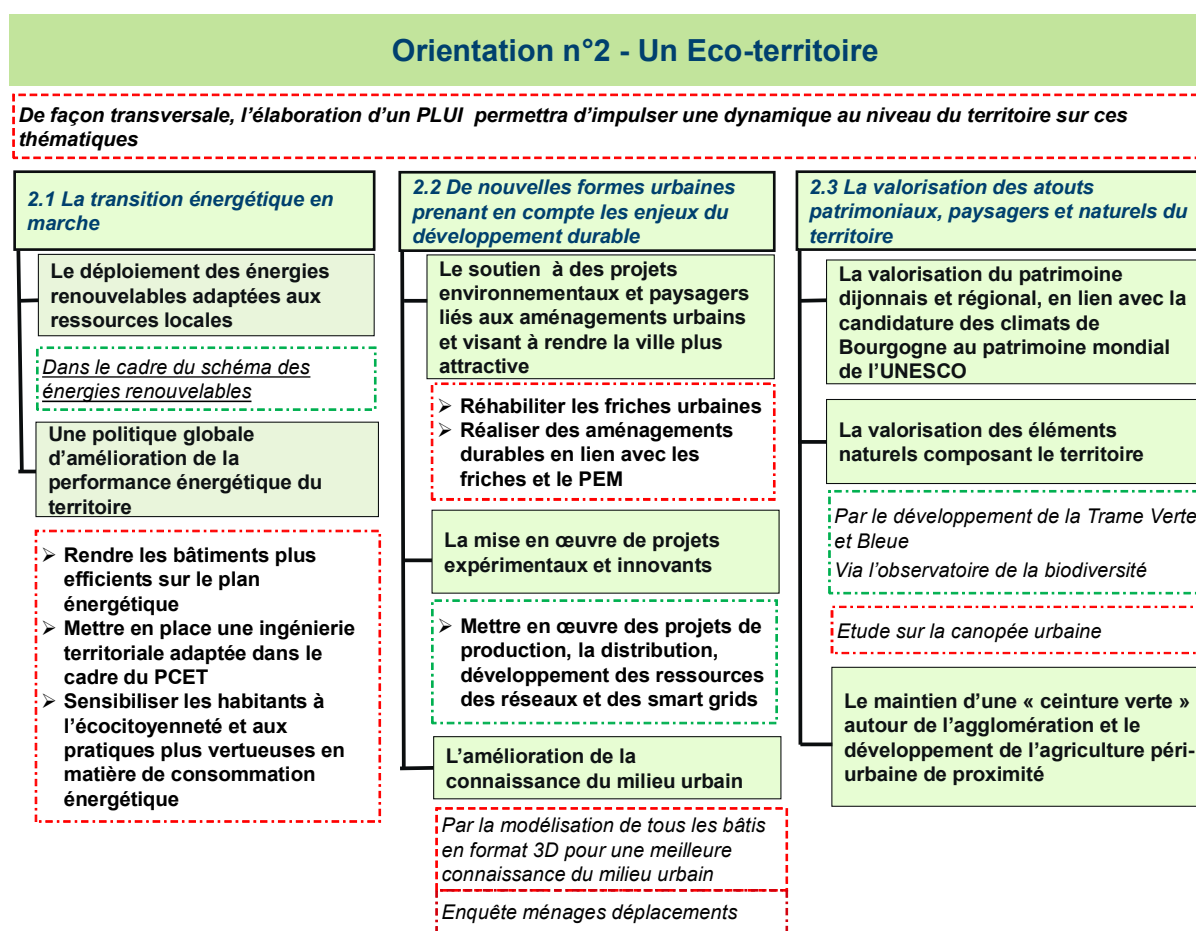 Orientation n°2 - Un Eco-territoire
De façon transversale, l'élaboration d'un PLUI permettra d'impulser une dynamique au niveau du territoire sur ces
thématiques
2.1 La transition énergétique en
marche
Le déploiement des énergies
renouvelables adaptées aux
ressources locales
Dans le cadre du schéma des
énergies renouvelables
Une politique globale
d'amélioration de la
performance énergétique du
territoire
➢ Rendre les bâtiments plus
efficients sur le plan
énergétique
➢ Mettre en place une ingénierie
territoriale adaptée dans le
cadre du PCET
➢ Sensibiliser les habitants à
l'écocitoyenneté et aux
pratiques plus vertueuses en
matière de consommation
énergétique
2.2 De nouvelles formes urbaines
prenant en compte les enjeux du
développement durable
Le soutien à des projets
environnementaux et paysagers
liés aux aménagements urbains
et visant à rendre la ville plus
attractive
➢ Réhabiliter les friches urbaines
➢ Réaliser des aménagements
durables en lien avec les
friches et le PEM
La mise en œuvre de projets
expérimentaux et innovants
➢ Mettre en œuvre des projets de
production, la distribution,
développement des ressources
des réseaux et des smart grids
L'amélioration de la
connaissance du milieu urbain
Par la modélisation de tous les bâtis
en format 3D pour une meilleure
connaissance du milieu urbain
Enquête ménages déplacements
2.3 La valorisation des atouts
patrimoniaux, paysagers et naturels du
territoire
La valorisation du patrimoine
dijonnais et régional, en lien avec la
candidature des climats de
Bourgogne au patrimoine mondial
de l'UNESCO
La valorisation des éléments
naturels composant le territoire
Par le développement de la Trame Verte
et Bleue
Via l'observatoire de la biodiversité
Etude sur la canopée urbaine
Le maintien d'une « ceinture verte »
autour de l'agglomération et le
développement de l'agriculture péri-
urbaine de proximité